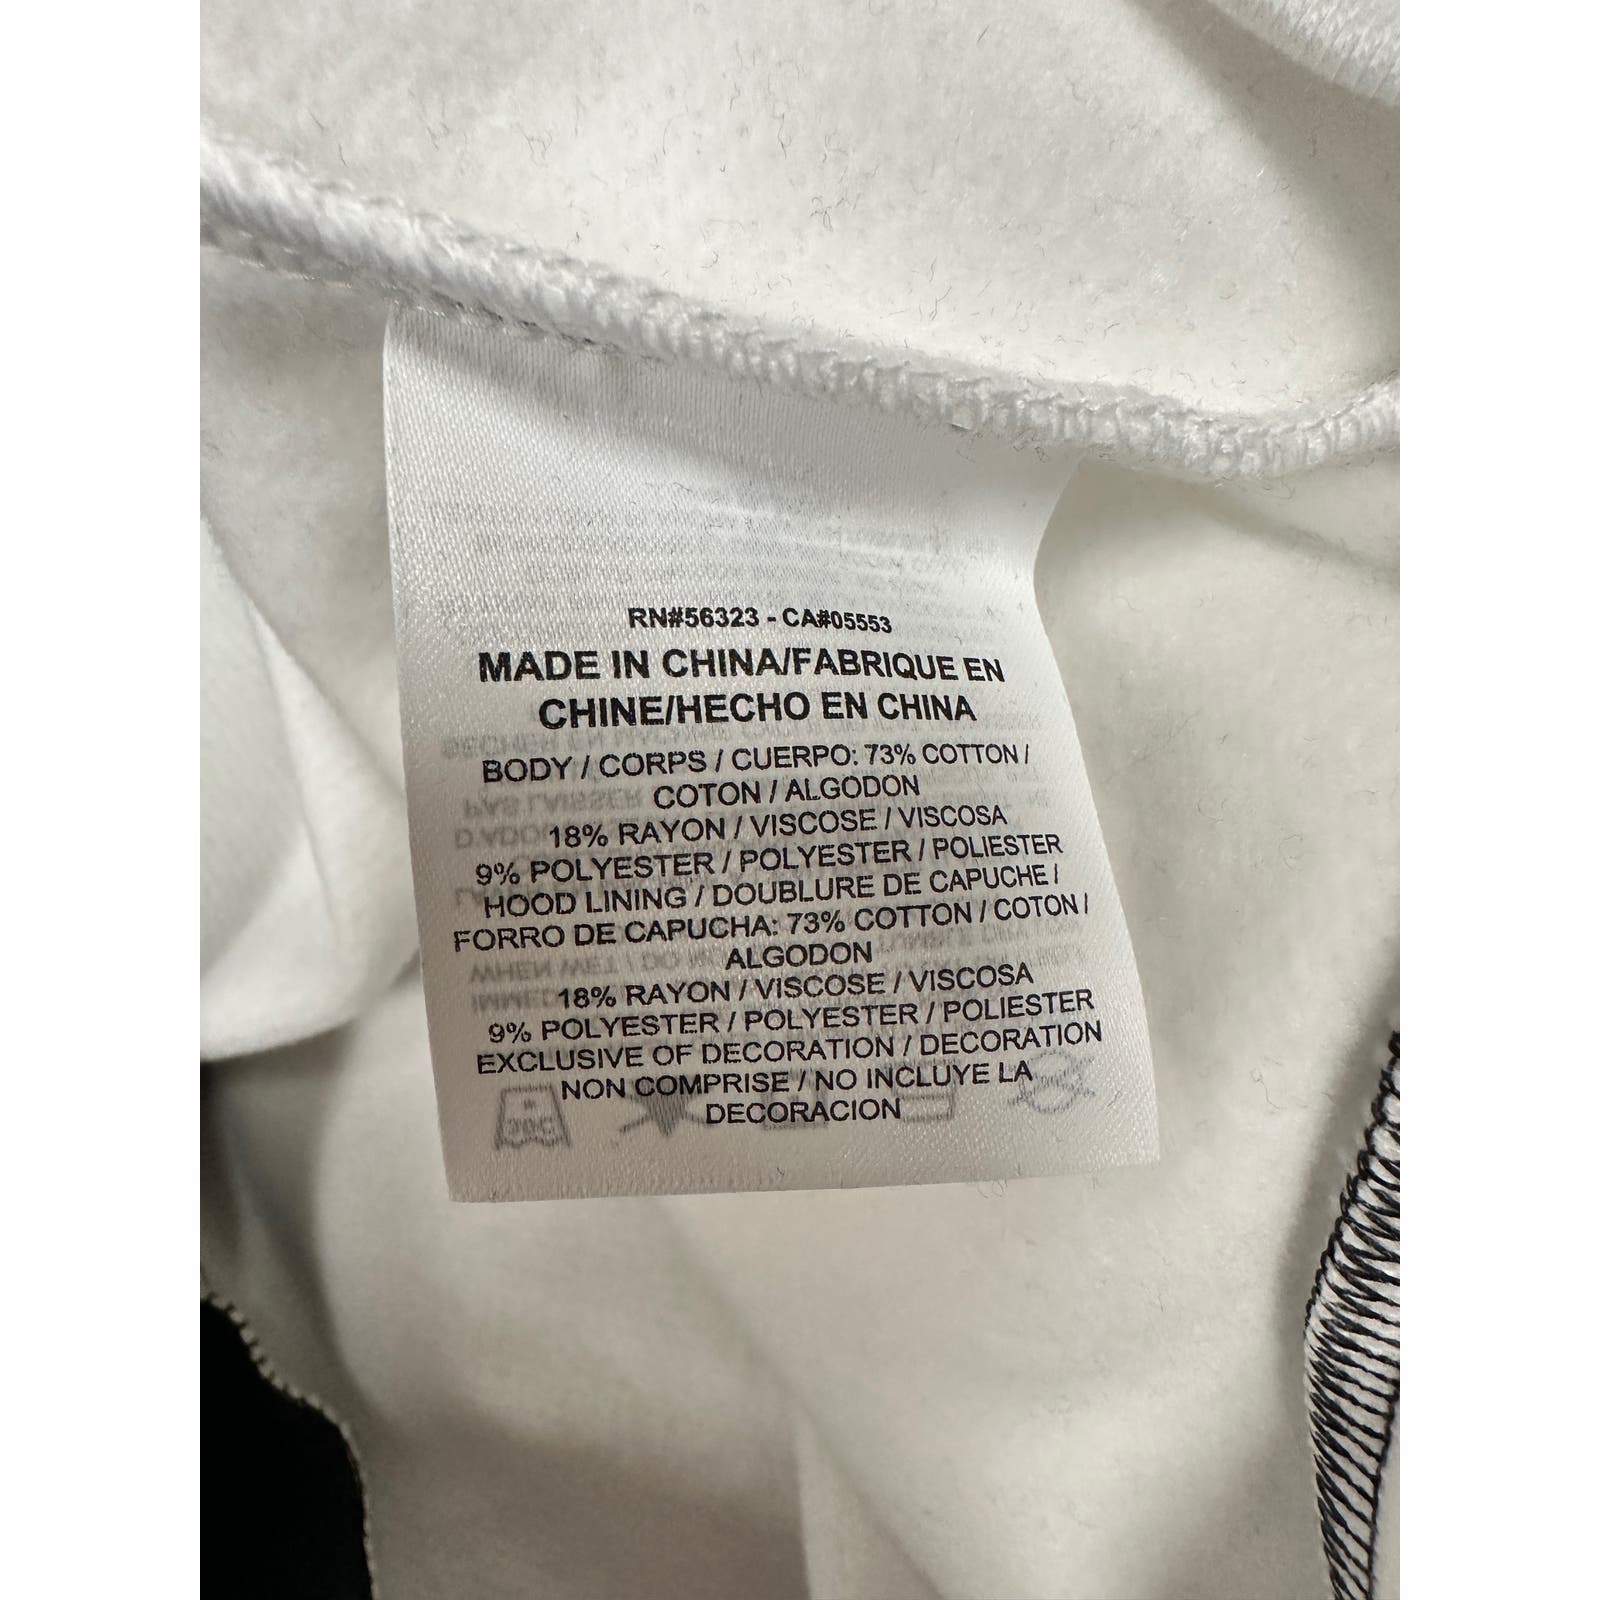 RN#56323 - CA#05553
MADE IN CHINA/FABRIQUE EN
CHINE/HECHO EN CHINA
BODY / CORPS / CUERPO: 73% COTTON /
COTON / ALGODON
18% RAYON / VISCOSE / VISCOSA
9% POLYESTER / POLYESTER / POLIESTER
HOOD LINING / DOUBLURE DE CAPUCHE /
FORRO DE CAPUCHA: 73% COTTON / COTON /
ALGODON
18% RAYON / VISCOSE / VISCOSA
9% POLYESTER / POLYESTER / POLIESTER
EXCLUSIVE OF DECORATION / DECORATION
NON COMPRISE / NO INCLUYE LA
DECORACION